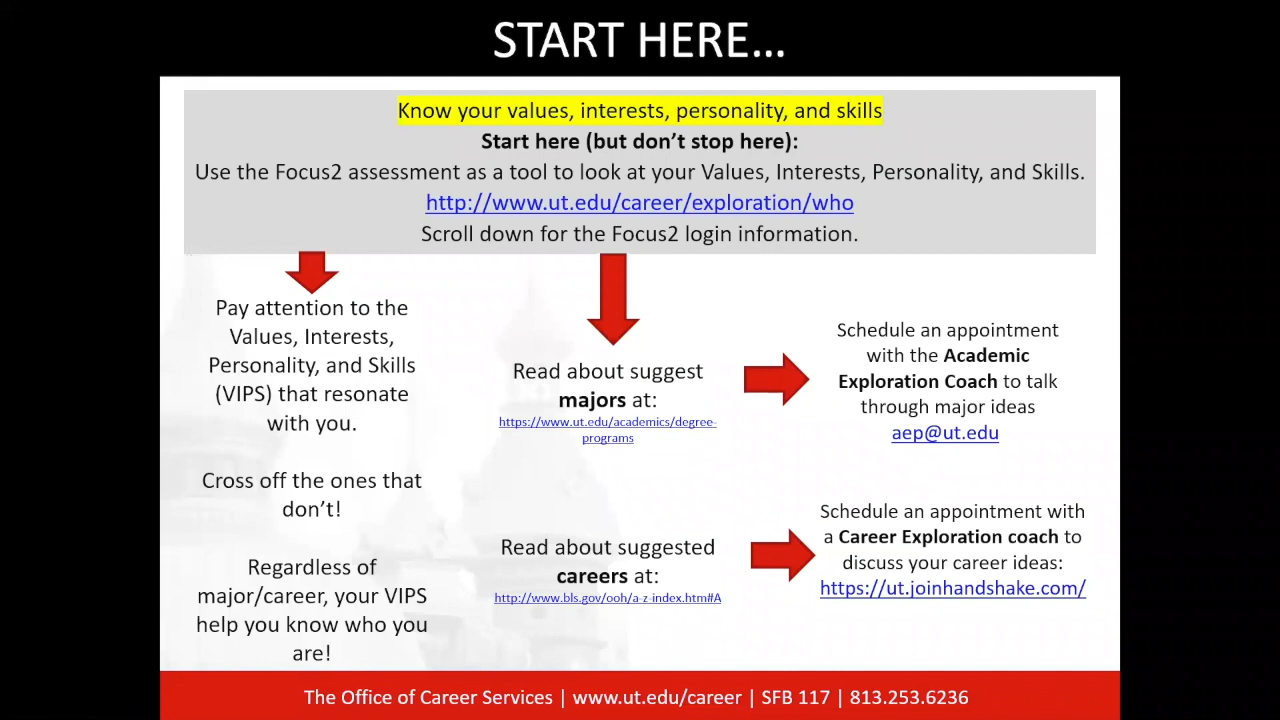 START HERE...
Know your values, interests, personality, and skills
Start here (but don't stop here):
Use the Focus2 assessment as a tool to look at your Values, Interests, Personality, and Skills.
http://www.ut.edu/career/exploration/who
Scroll down for the Focus2 login information.
Pay attention to the
Values, Interests,
Personality, and Skills
(VIPS) that resonate
with you.
Cross off the ones that
don't!
Regardless of
major/career, your VIPS
help you know who you
are!
Read about suggest
majors at:
https://www.ut.edu/academics/degree-
programs
Schedule an appointment
with the Academic
Exploration Coach to talk
through major ideas
aep@ut.edu
Read about suggested
careers at:
http://www.bls.gov/ooh/a-z-index.htm#A
Schedule an appointment with
a Career Exploration coach to
discuss your career ideas:
https://ut.joinhandshake.com/
The Office of Career Services | www.ut.edu/career | SFB 117 | 813.253.6236